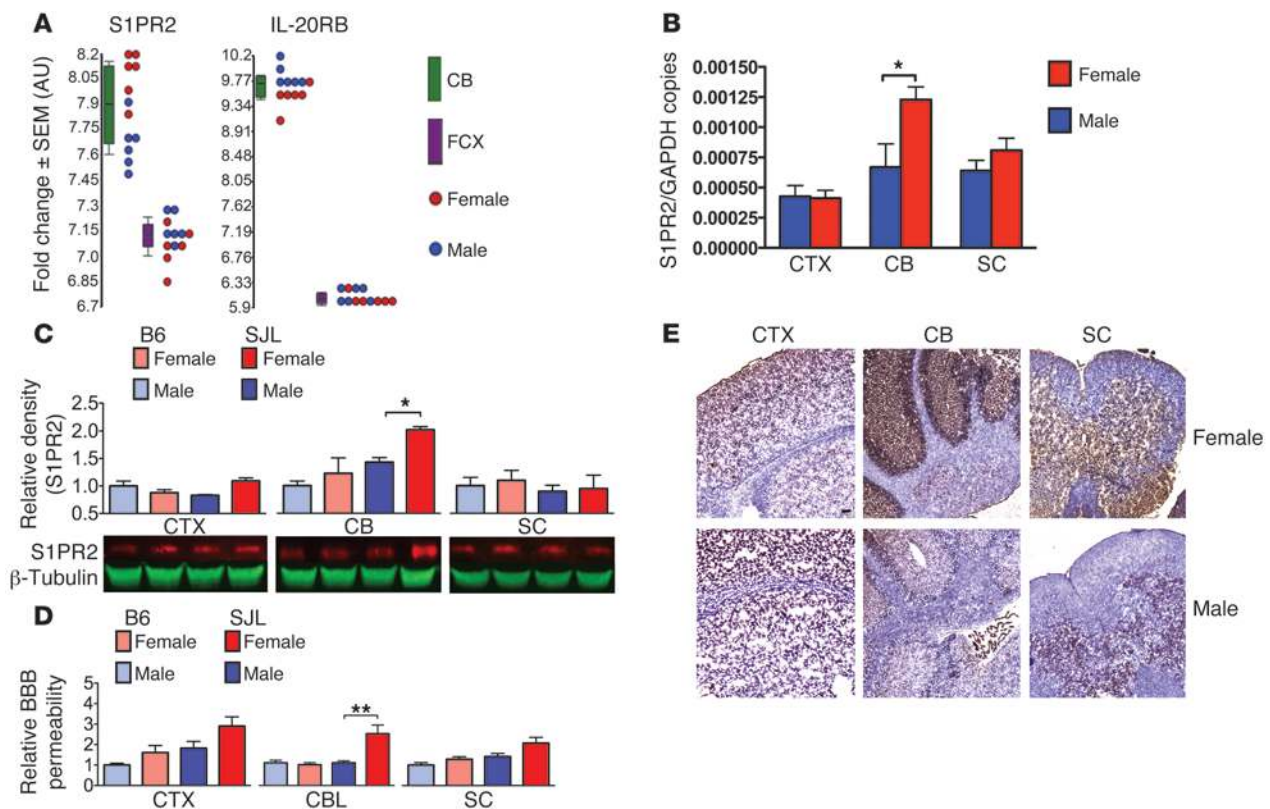 A
S1PR2
IL-20RB
Fold change ± SEM (AU)
8.2
8.05
7.9
7.75
7.6
7.45
7.3
7.15
7.0
6.85
6.7
10.2
9.77
9.34
8.91
8.48
8.05
7.62
7.19
6.76
6.33
5.9
CB
FCX
Female
Male
B
S1PR2/GAPDH copies
0.00150
0.00125
0.00100
0.00075
0.00050
0.00025
0.00000
*
CTX CB SC
Female
Male
C
B6 SJL
Female Female
Male Male
Relative density
(S1PR2)
2.5
2.0
1.5
1.0
0.5
*
CTX CB SC
S1PR2
β-Tubulin
D
B6 SJL
Female Female
Male Male
Relative BBB
permeability
5
4
3
2
1
0
**
CTX CBL SC
E
CTX CB SC
Female
Male